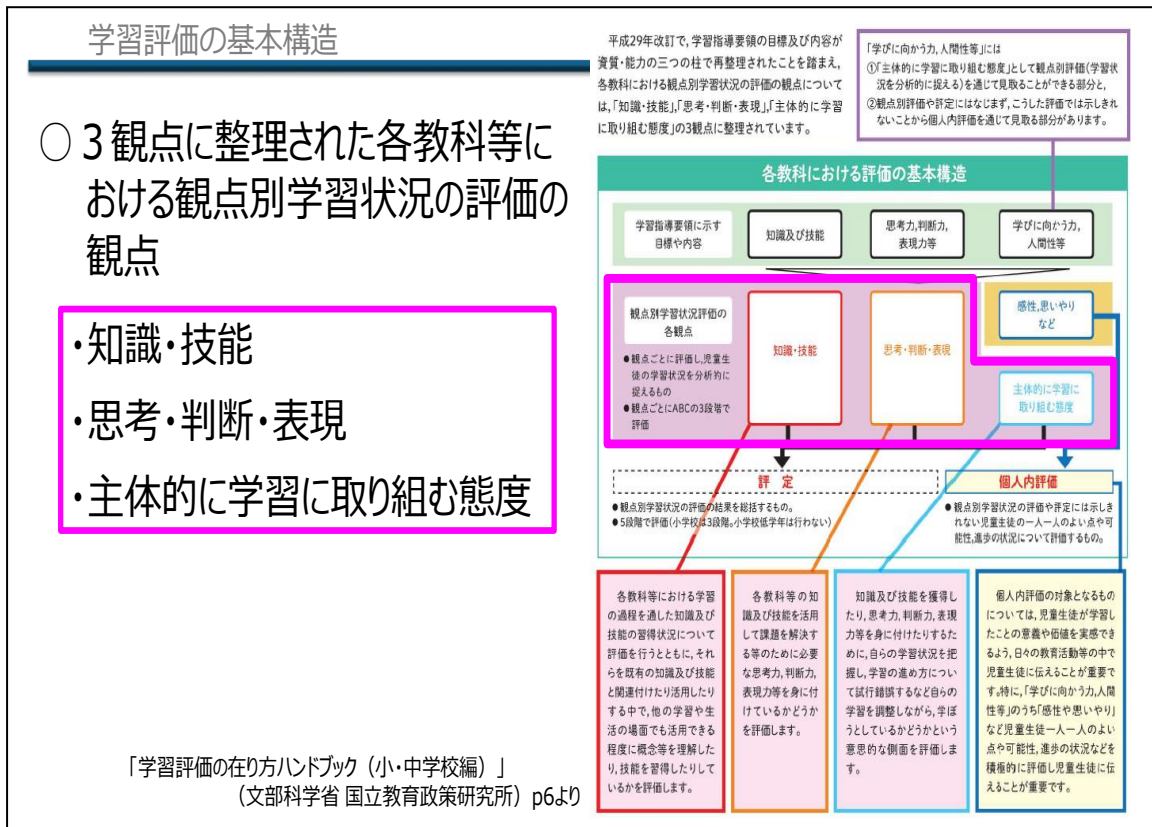 学習評価の基本構造
○ 3観点に整理された各教科等に
おける観点別学習状況の評価の
観点
・知識・技能
・思考・判断・表現
・主体的に学習に取り組む態度
「学習評価の在り方ハンドブック（小・中学校編）」
（文部科学省 国立教育政策研究所）p6より
平成29年改訂で,学習指導要領の目標及び内容が
資質・能力の三つの柱で再整理されたことを踏まえ,
各教科における観点別学習状況の評価の観点について
は,「知識・技能」,「思考・判断・表現」,「主体的に学習
に取り組む態度」の3観点に整理されています。
「学びに向かう力,人間性等」には
①「主体的に学習に取り組む態度」として観点別評価(学習状
況を分析的に捉える)を通じて見取ることができる部分と,
②観点別評価や評定にはなじまず,こうした評価では示しきれ
ないことから個人内評価を通じて見取る部分があります。
各教科における評価の基本構造
学習指導要領に示す
目標や内容
知識及び技能
思考力,判断力,
表現力等
学びに向かう力,
人間性等
観点別学習状況評価の
各観点
●観点ごとに評価し,児童生
徒の学習状況を分析的に
捉えるもの
●観点ごとにABCの3段階で
評価
知識・技能
思考・判断・表現
感性,思いやり
など
主体的に学習に
取り組む態度
評 定
●観点別学習状況の評価の結果を総括するもの。
●5段階で評価(小学校は3段階。小学校低学年は行わない)
個人内評価
●観点別学習状況の評価や評定には示しき
れない児童生徒の一人一人のよい点や可
能性,進歩の状況について評価するもの。
各教科等における学習
の過程を通した知識及び
技能の習得状況について
評価を行うとともに,それ
らを既有の知識及び技能
と関連付けたり活用したり
する中で,他の学習や生
活の場面でも活用できる
程度に概念等を理解した
り,技能を習得したりして
いるかを評価します。
各教科等の知
識及び技能を活用
して課題を解決す
る等のために必要
な思考力,判断力,
表現力等を身に付
けているかどうか
を評価します。
知識及び技能を獲得し
たり,思考力,判断力,表現
力等を身に付けたりするた
めに,自らの学習状況を把
握し,学習の進め方につい
て試行錯誤するなど自らの
学習を調整しながら,学ぼ
うとしているかどうかという
意思的な側面を評価しま
す。
個人内評価の対象となるもの
については,児童生徒が学習し
たことの意義や価値を実感でき
るよう,日々の教育活動等の中で
児童生徒に伝えることが重要で
す。特に,「学びに向かう力,人間
性等」のうち「感性や思いやり」
など児童生徒一人一人のよい
点や可能性,進歩の状況などを
積極的に評価し児童生徒に伝
えることが重要です。